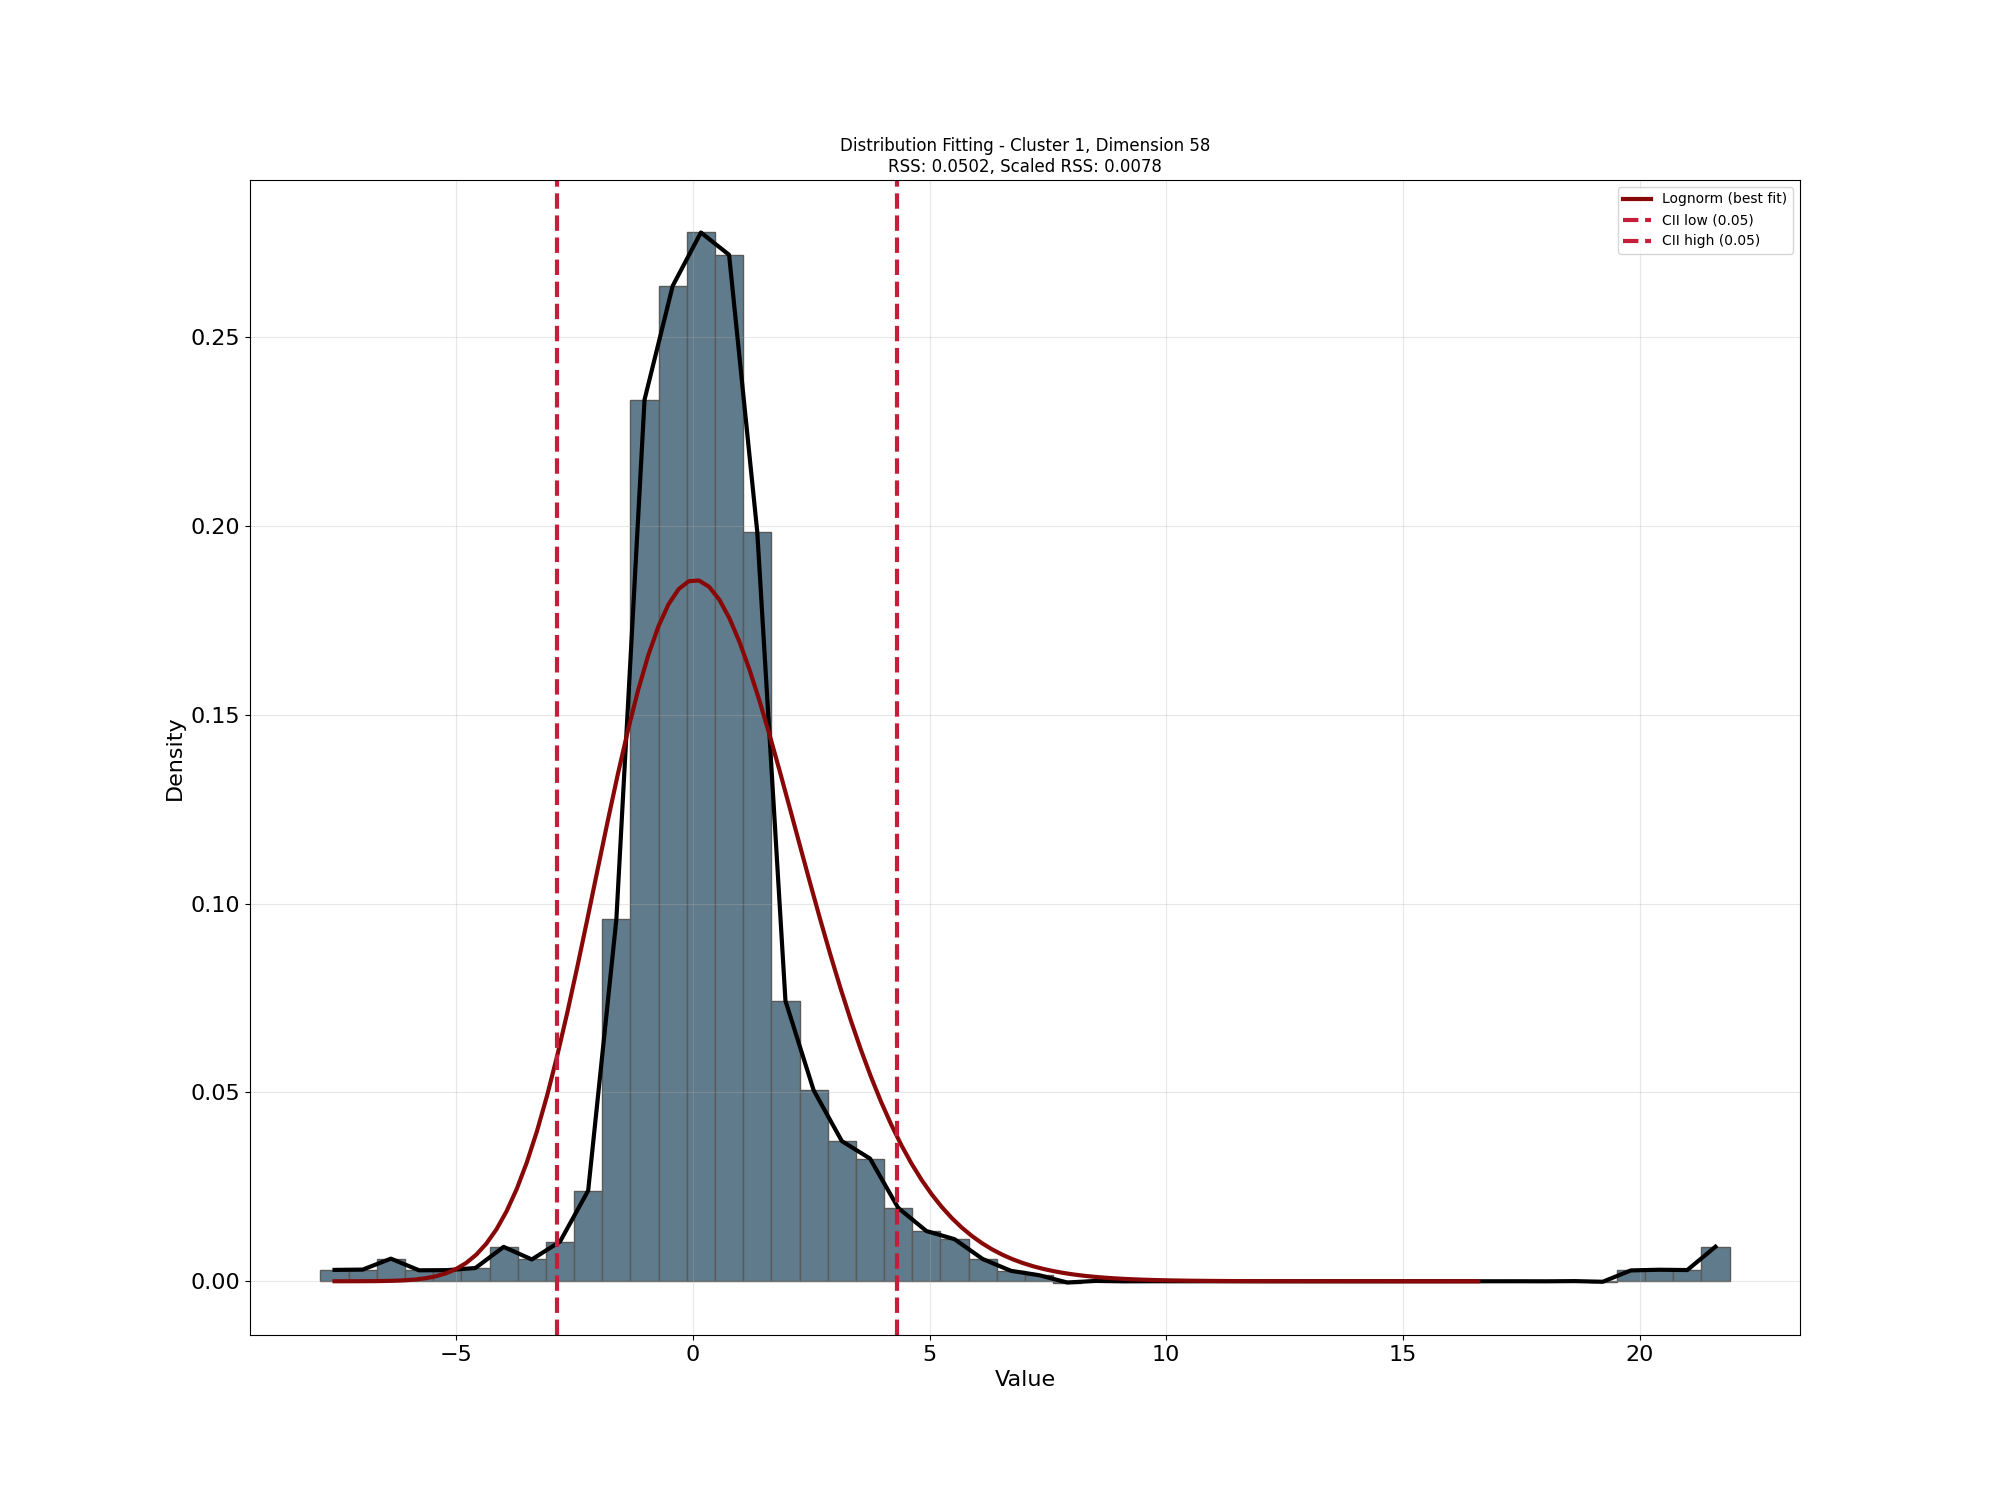 Distribution Fitting - Cluster 1, Dimension 58
RSS: 0.0502, Scaled RSS: 0.0078
Lognorm (best fit)
CII low (0.05)
CII high (0.05)
0.25
0.20
0.15
0.10
0.05
0.00
Density
−5
0
5
10
15
20
Value